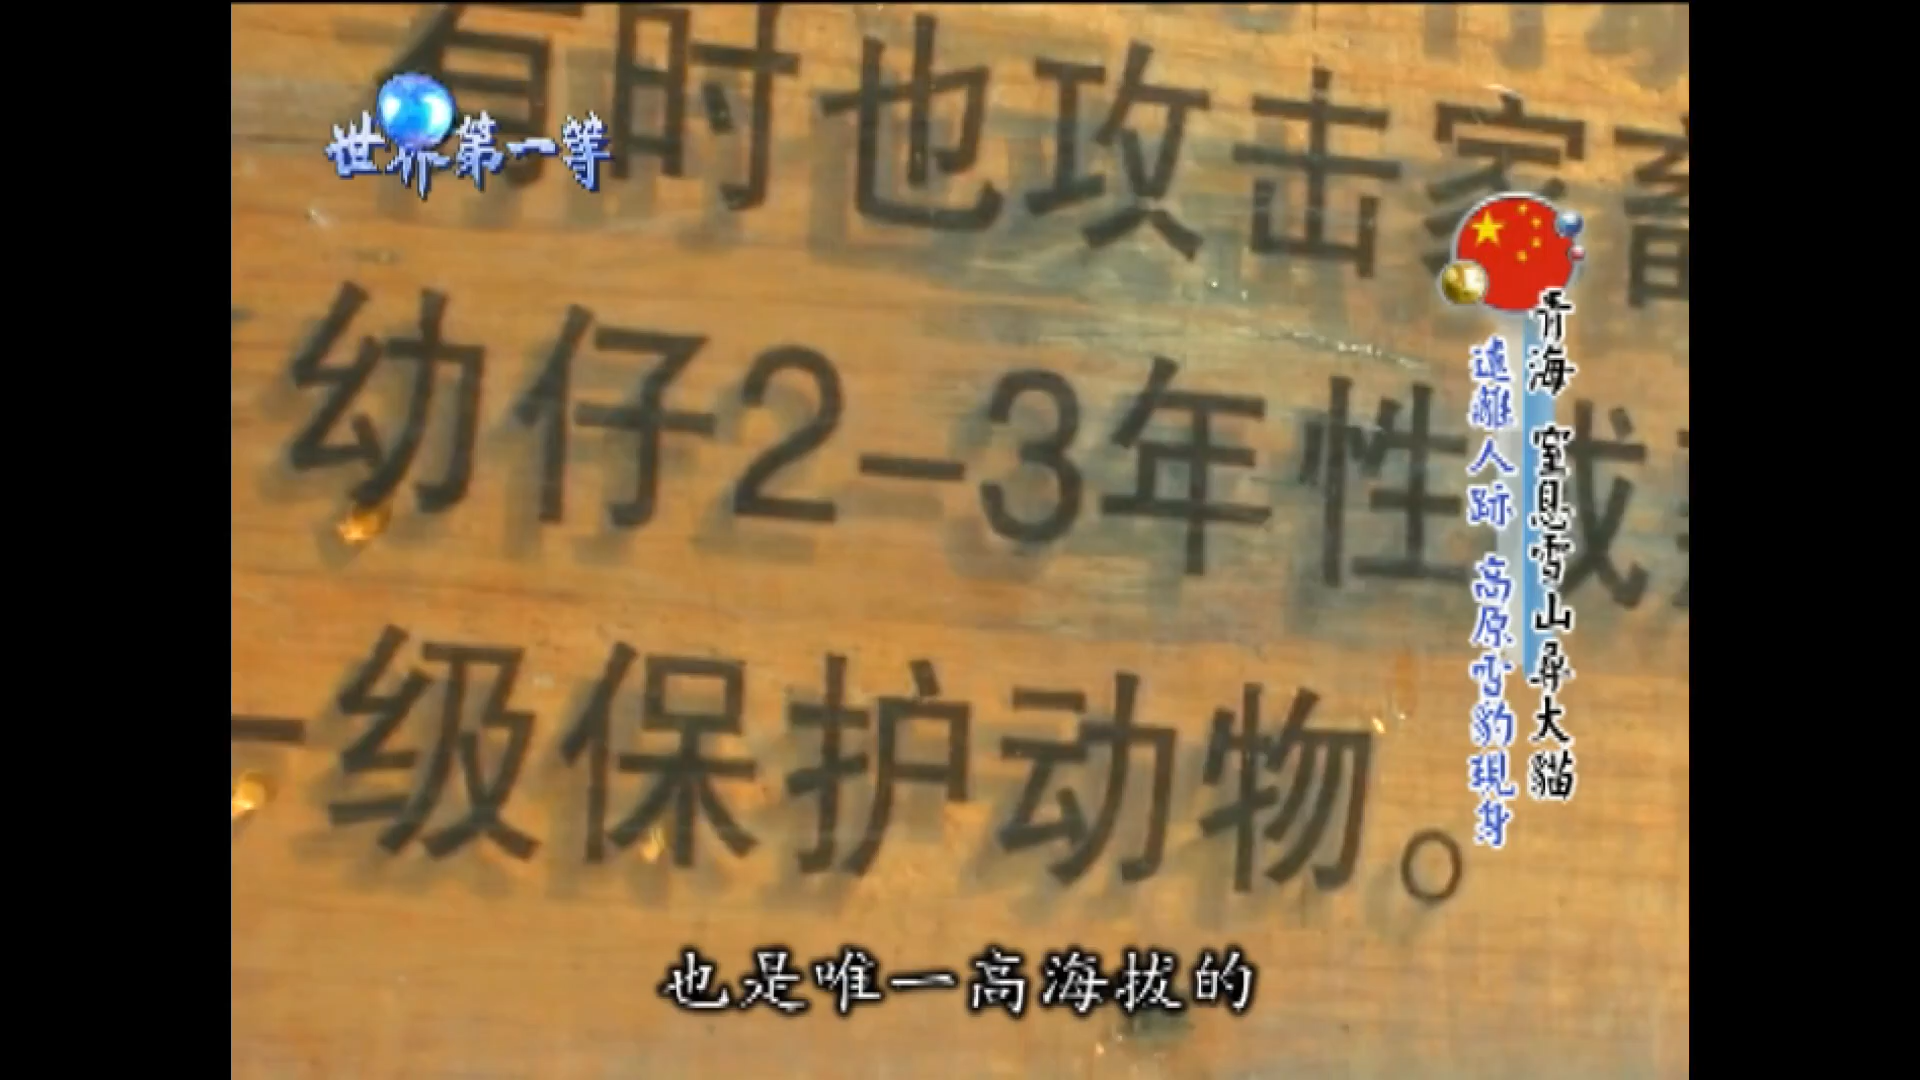 世界第一等
有时也攻击家畜
幼仔2-3年性成
一级保护动物。
青海 窒息雪山尋大貓
遠離人跡 高原雪豹現身
也是唯一高海拔的